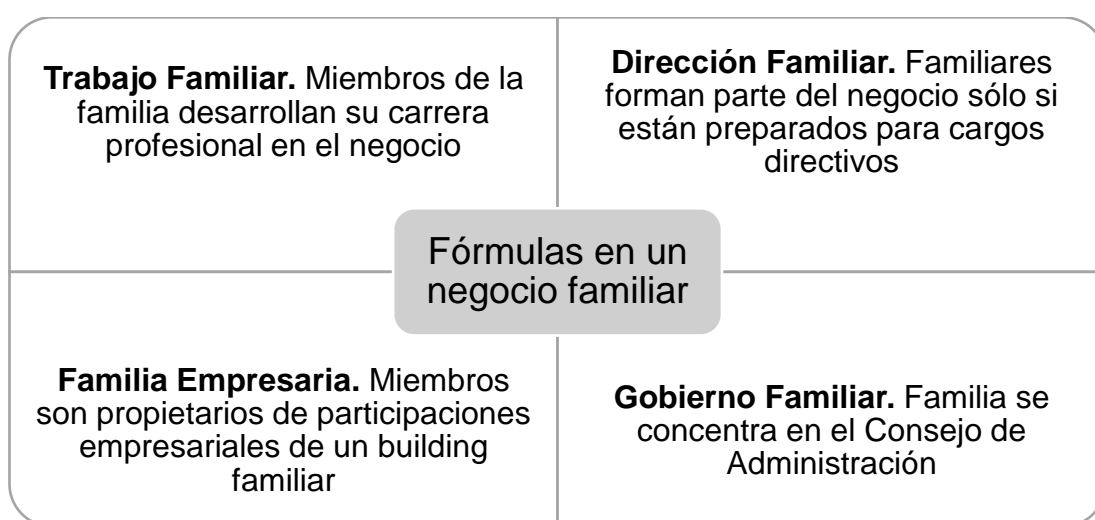 Trabajo Familiar. Miembros de la
familia desarrollan su carrera
profesional en el negocio
Dirección Familiar. Familiares
forman parte del negocio sólo si
están preparados para cargos
directivos
Fórmulas en un
negocio familiar
Familia Empresaria. Miembros
son propietarios de participaciones
empresariales de un building
familiar
Gobierno Familiar. Familia se
concentra en el Consejo de
Administración